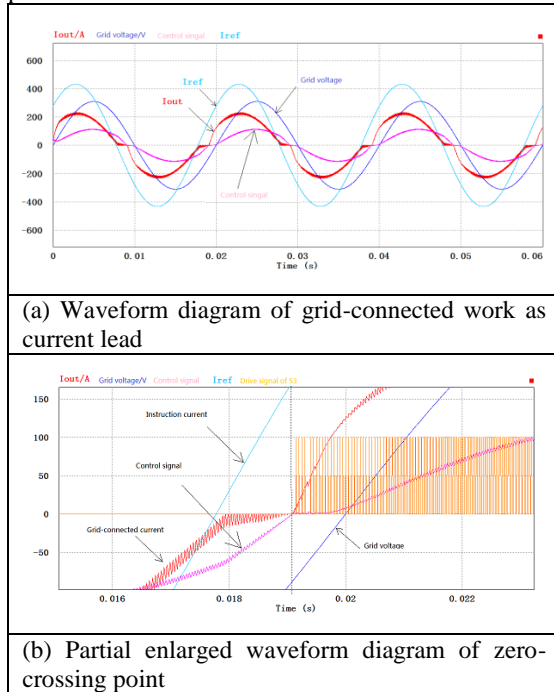 Iout/A Grid voltage/V Control singal Iref
600
400
200
0
-200
-400
-600
Iref
Iout
Grid voltage
Control singal
0 0.01 0.02 0.03 0.04 0.05 0.06
Time (s)
(a) Waveform diagram of grid-connected work as
current lead
Iout/A Grid voltage/V Control signal Iref Drive signal of S3
150
100
50
0
-50
Instruction current
Control signal
Grid-connected current
Grid voltage
0.016 0.018 0.02 0.022
Time (s)
(b) Partial enlarged waveform diagram of zero-
crossing point